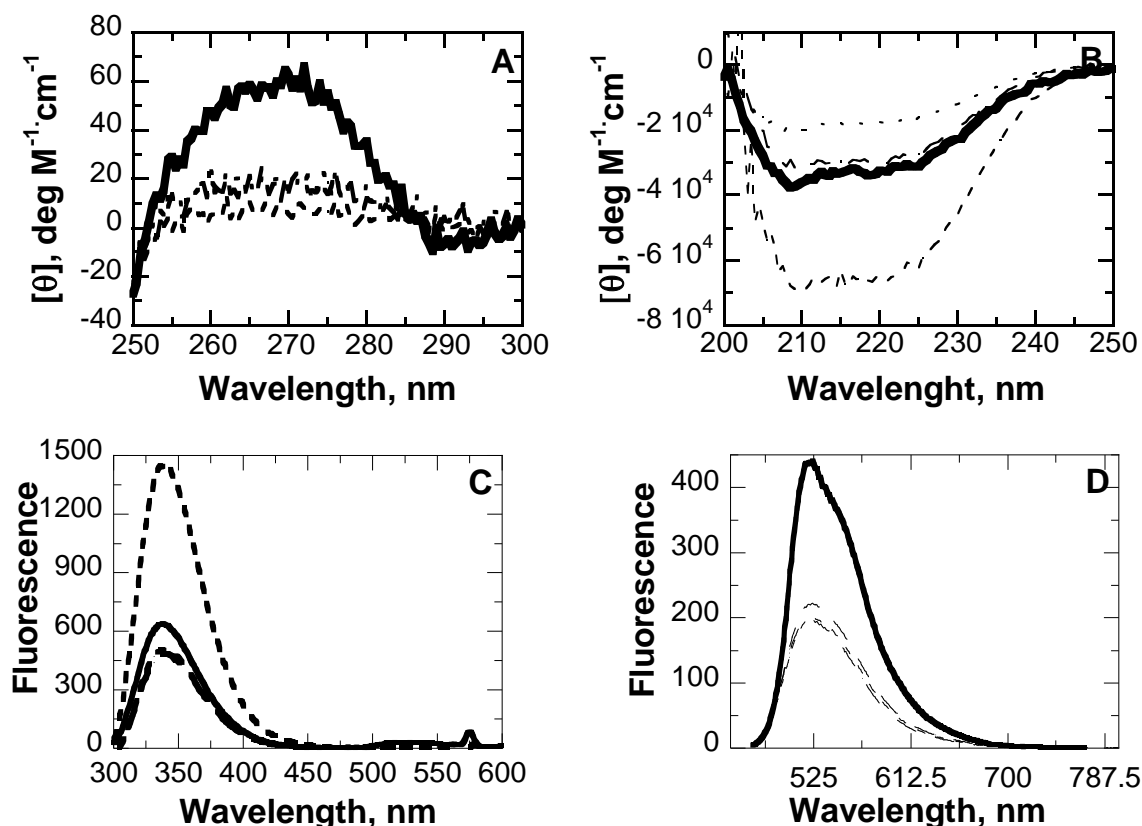 A
80
60
40
20
0
-20
-40
250 260 270 280 290 300
[θ], deg M⁻¹·cm⁻¹
Wavelength, nm
B
0
-2 10⁴
-4 10⁴
-6 10⁴
-8 10⁴
200 210 220 230 240 250
[θ], deg M⁻¹·cm⁻¹
Wavelenght, nm
C
1500
1200
900
600
300
0
300 350 400 450 500 550 600
Fluorescence
Wavelength, nm
D
400
300
200
100
0
525 612.5 700 787.5
Fluorescence
Wavelength, nm